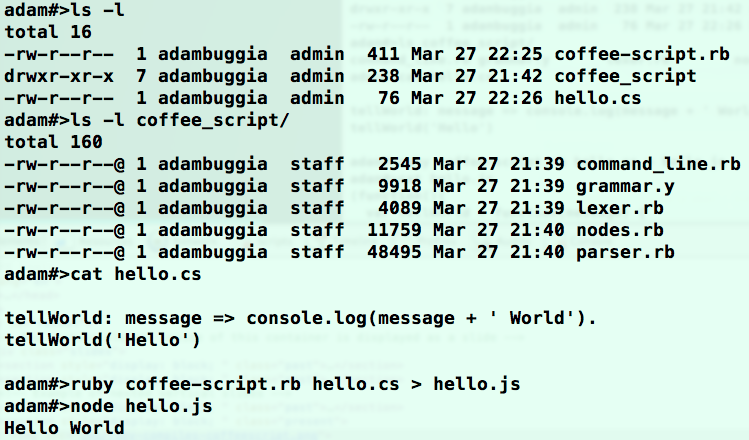 adam#>ls -l
total 16
-rw-r--r--  1 adambuggia  admin  411 Mar 27 22:25 coffee-script.rb
drwxr-xr-x  7 adambuggia  admin  238 Mar 27 21:42 coffee_script
-rw-r--r--  1 adambuggia  admin   76 Mar 27 22:26 hello.cs
adam#>ls -l coffee_script/
total 160
-rw-r--r--@ 1 adambuggia  staff   2545 Mar 27 21:39 command_line.rb
-rw-r--r--@ 1 adambuggia  staff   9918 Mar 27 21:39 grammar.y
-rw-r--r--@ 1 adambuggia  staff   4089 Mar 27 21:39 lexer.rb
-rw-r--r--@ 1 adambuggia  staff  11759 Mar 27 21:40 nodes.rb
-rw-r--r--@ 1 adambuggia  staff  48495 Mar 27 21:40 parser.rb
adam#>cat hello.cs

tellWorld: message => console.log(message + ' World').
tellWorld('Hello')

adam#>ruby coffee-script.rb hello.cs > hello.js
adam#>node hello.js
Hello World